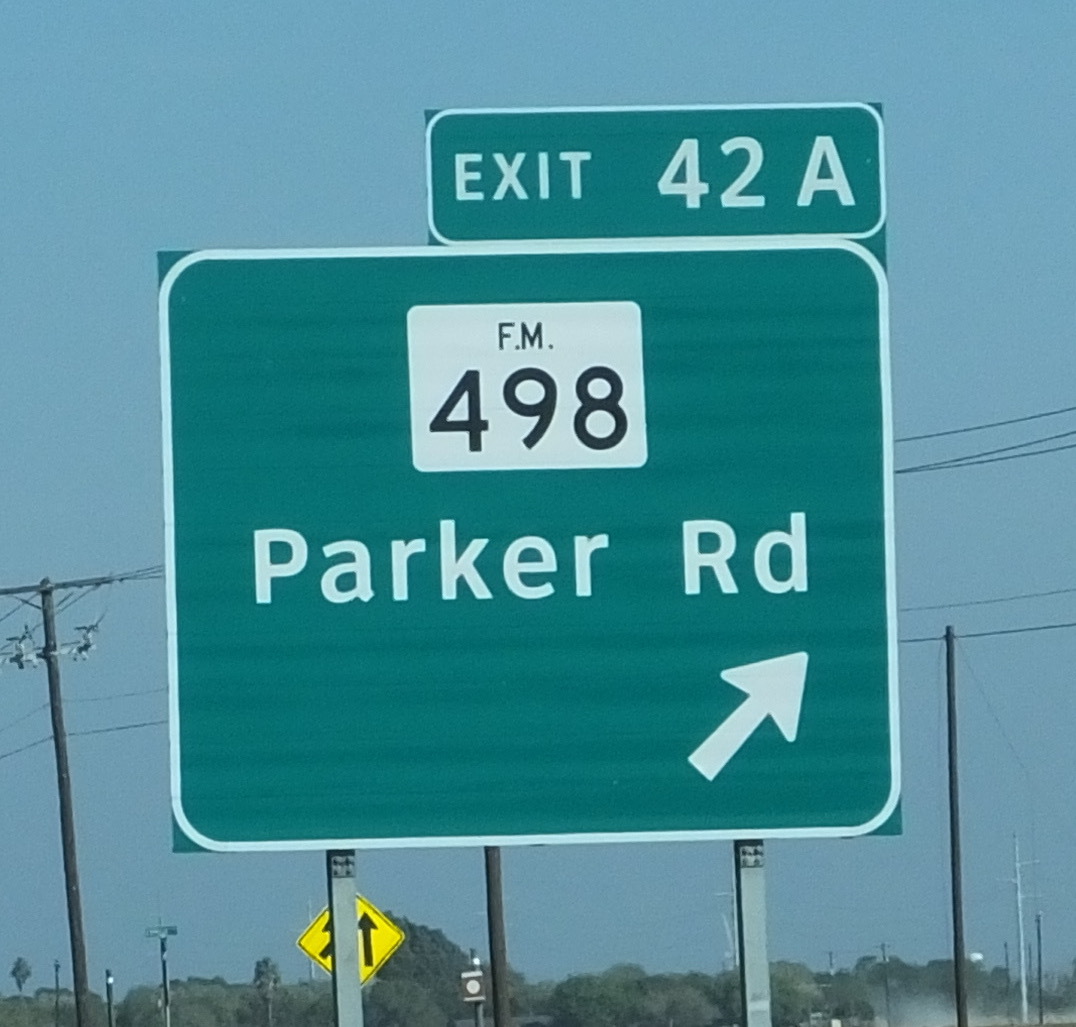 EXIT 42 A
F.M.
498
Parker Rd